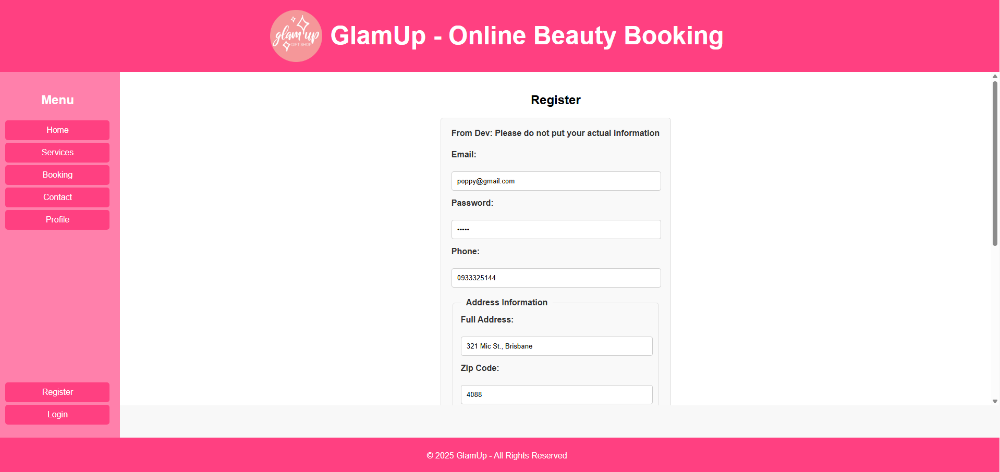 glam up
GIFT SHOP
GlamUp - Online Beauty Booking
Menu
Home
Services
Booking
Contact
Profile
Register
Login
Register
From Dev: Please do not put your actual information
Email:
poppy@gmail.com
Password:
•••••
Phone:
0933325144
Address Information
Full Address:
321 Mic St., Brisbane
Zip Code:
4088
© 2025 GlamUp - All Rights Reserved